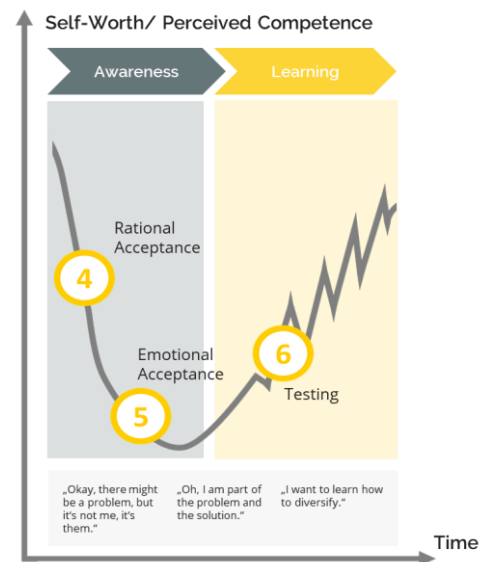 Self-Worth/ Perceived Competence
Awareness
Learning
Rational
Acceptance
4
Emotional
Acceptance
5
6
Testing
„Okay, there might
be a problem, but
it’s not me, it’s
them.“
„Oh, I am part of
the problem and
the solution.“
„I want to learn how
to diversify.“
Time